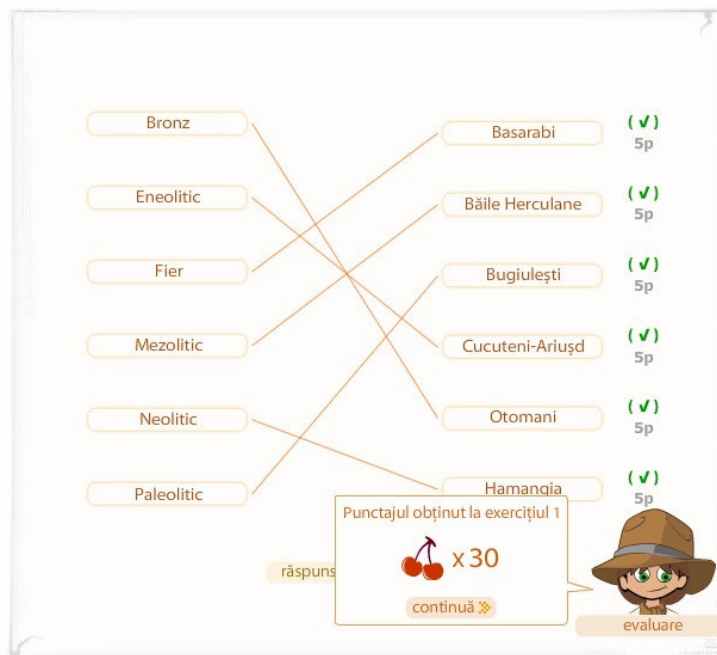 Bronz
Eneolitic
Fier
Mezolitic
Neolitic
Paleolitic
Basarabi
( ✔ )
5p
Băile Herculane
( ✔ )
5p
Bugiulești
( ✔ )
5p
Cucuteni-Ariușd
( ✔ )
5p
Otomani
( ✔ )
5p
Hamangia
( ✔ )
5p
răspuns
Punctajul obținut la exercițiul 1
x 30
continuă
evaluare